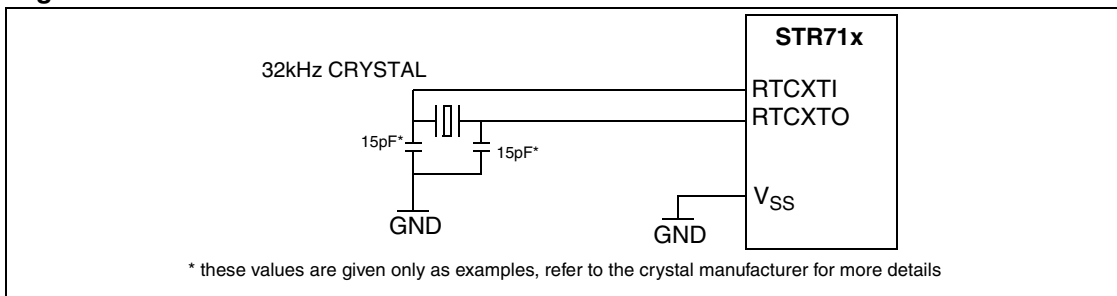 STR71x
32kHz CRYSTAL
RTCXTI
RTCXTO
15pF*
15pF*
VSS
GND
GND
* these values are given only as examples, refer to the crystal manufacturer for more details